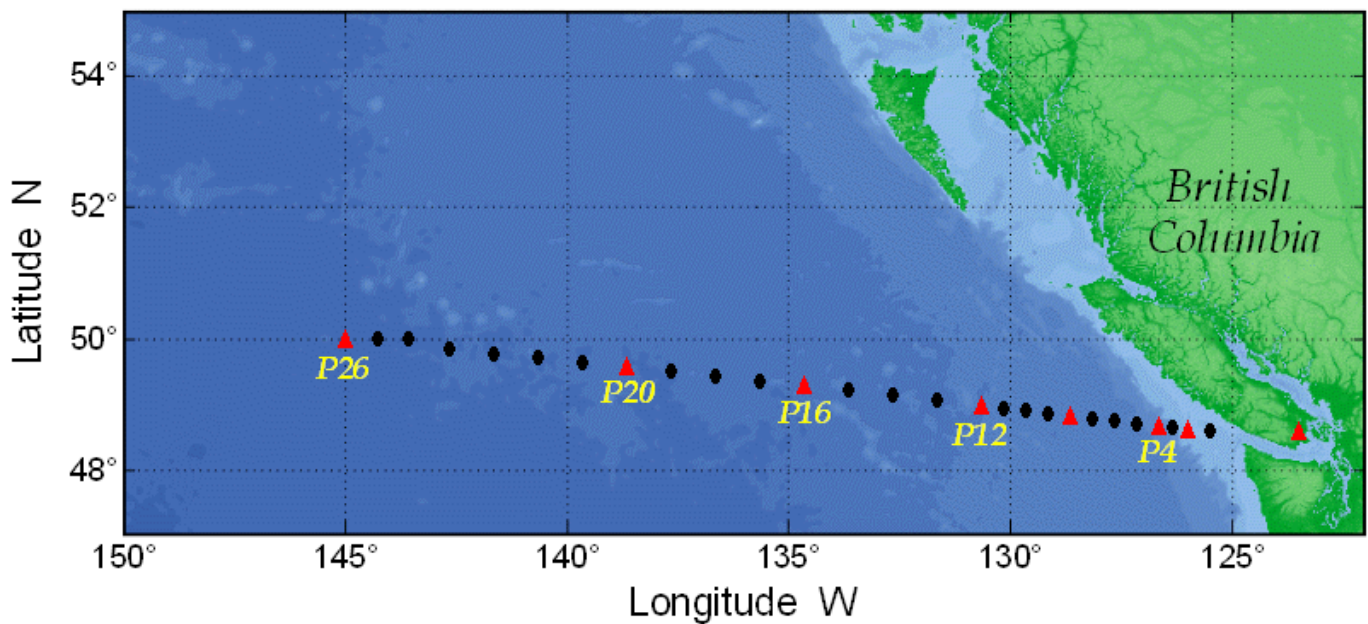 54°
52°
50°
48°
Latitude N
British
Columbia
P26
P20
P16
P12
P4
150°
145°
140°
135°
130°
125°
Longitude W